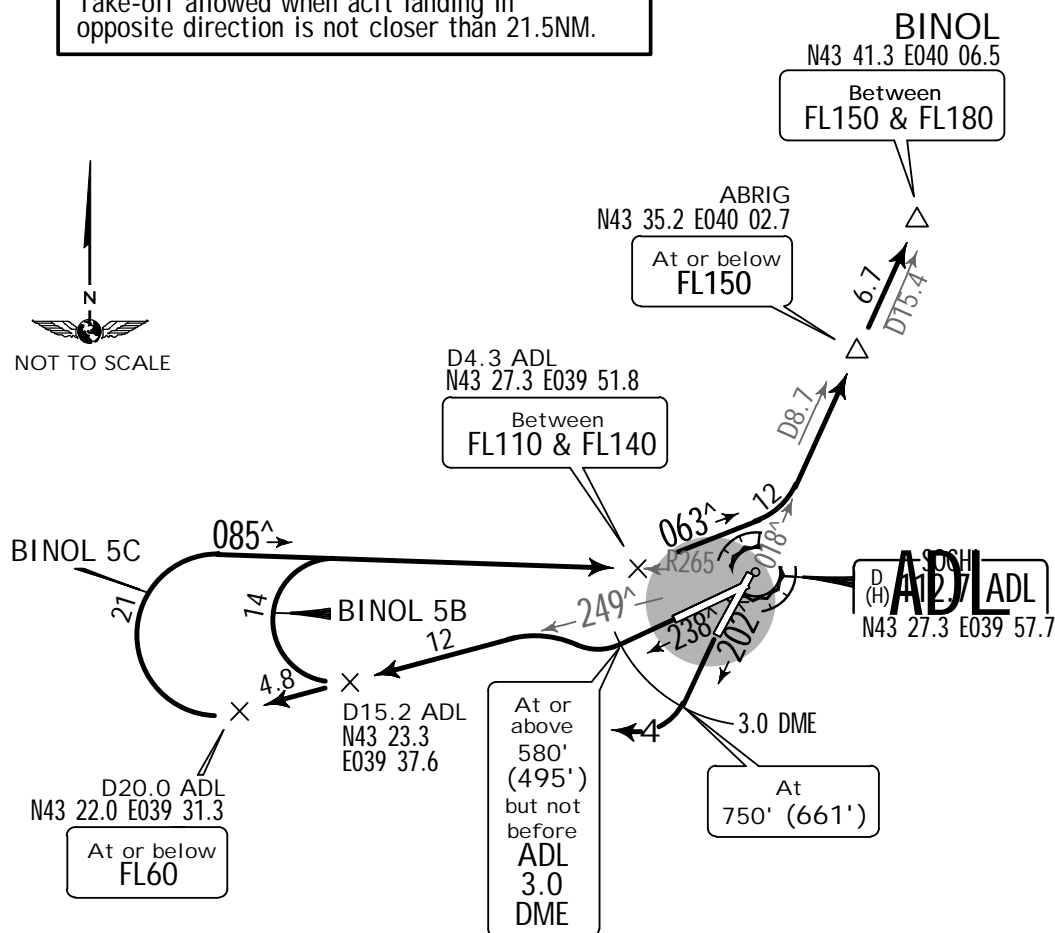 Take-off allowed when acft landing in
opposite direction is not closer than 21.5NM.
BINOL
N43 41.3 E040 06.5
Between
FL150 & FL180
ABRIG
N43 35.2 E040 02.7
At or below
FL150
6.7
D15.4
N
NOT TO SCALE
D4.3 ADL
N43 27.3 E039 51.8
Between
FL110 & FL140
D8.7
12
063^
018^
R265
085^
BINOL 5C
21
14
BINOL 5B
249^
12
238^
202^
SOCHI
D
(H) 112.7 ADL
ADL
N43 27.3 E039 57.7
4.8
D15.2 ADL
N43 23.3
E039 37.6
4
3.0 DME
D20.0 ADL
N43 22.0 E039 31.3
At or below
FL60
At or
above
580'
(495')
but not
before
ADL
3.0
DME
At
750' (661')